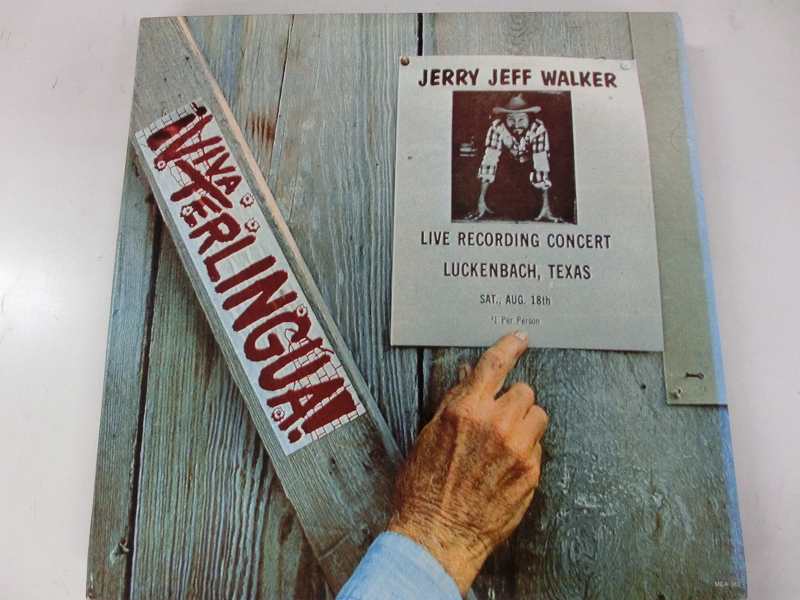 ¡VIVA
TERLINGUA!
JERRY JEFF WALKER
LIVE RECORDING CONCERT
LUCKENBACH, TEXAS
SAT., AUG. 18th
$1 Per Person